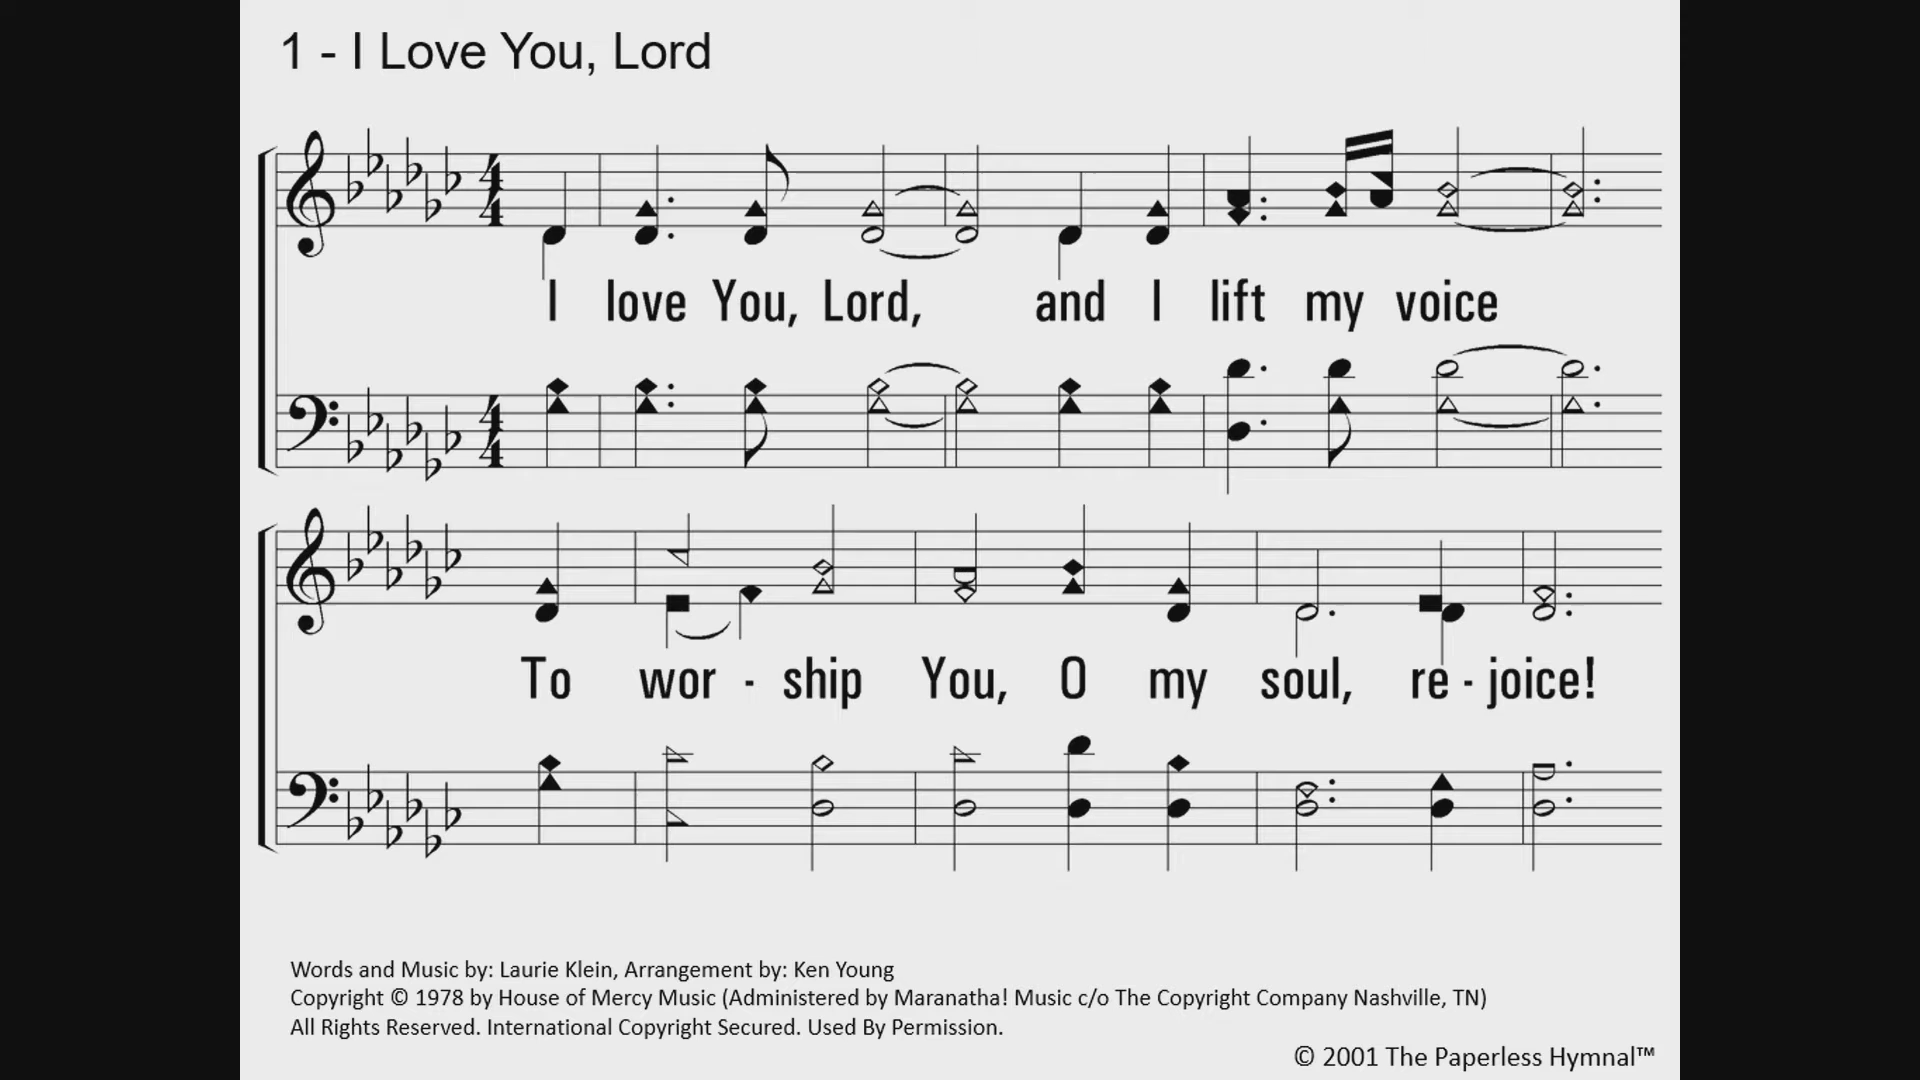 1 - I Love You, Lord
I love You, Lord, and I lift my voice
To wor - ship You, O my soul, re - joice!
Words and Music by: Laurie Klein, Arrangement by: Ken Young
Copyright © 1978 by House of Mercy Music (Administered by Maranatha! Music c/o The Copyright Company Nashville, TN)
All Rights Reserved. International Copyright Secured. Used By Permission.
© 2001 The Paperless Hymnal™